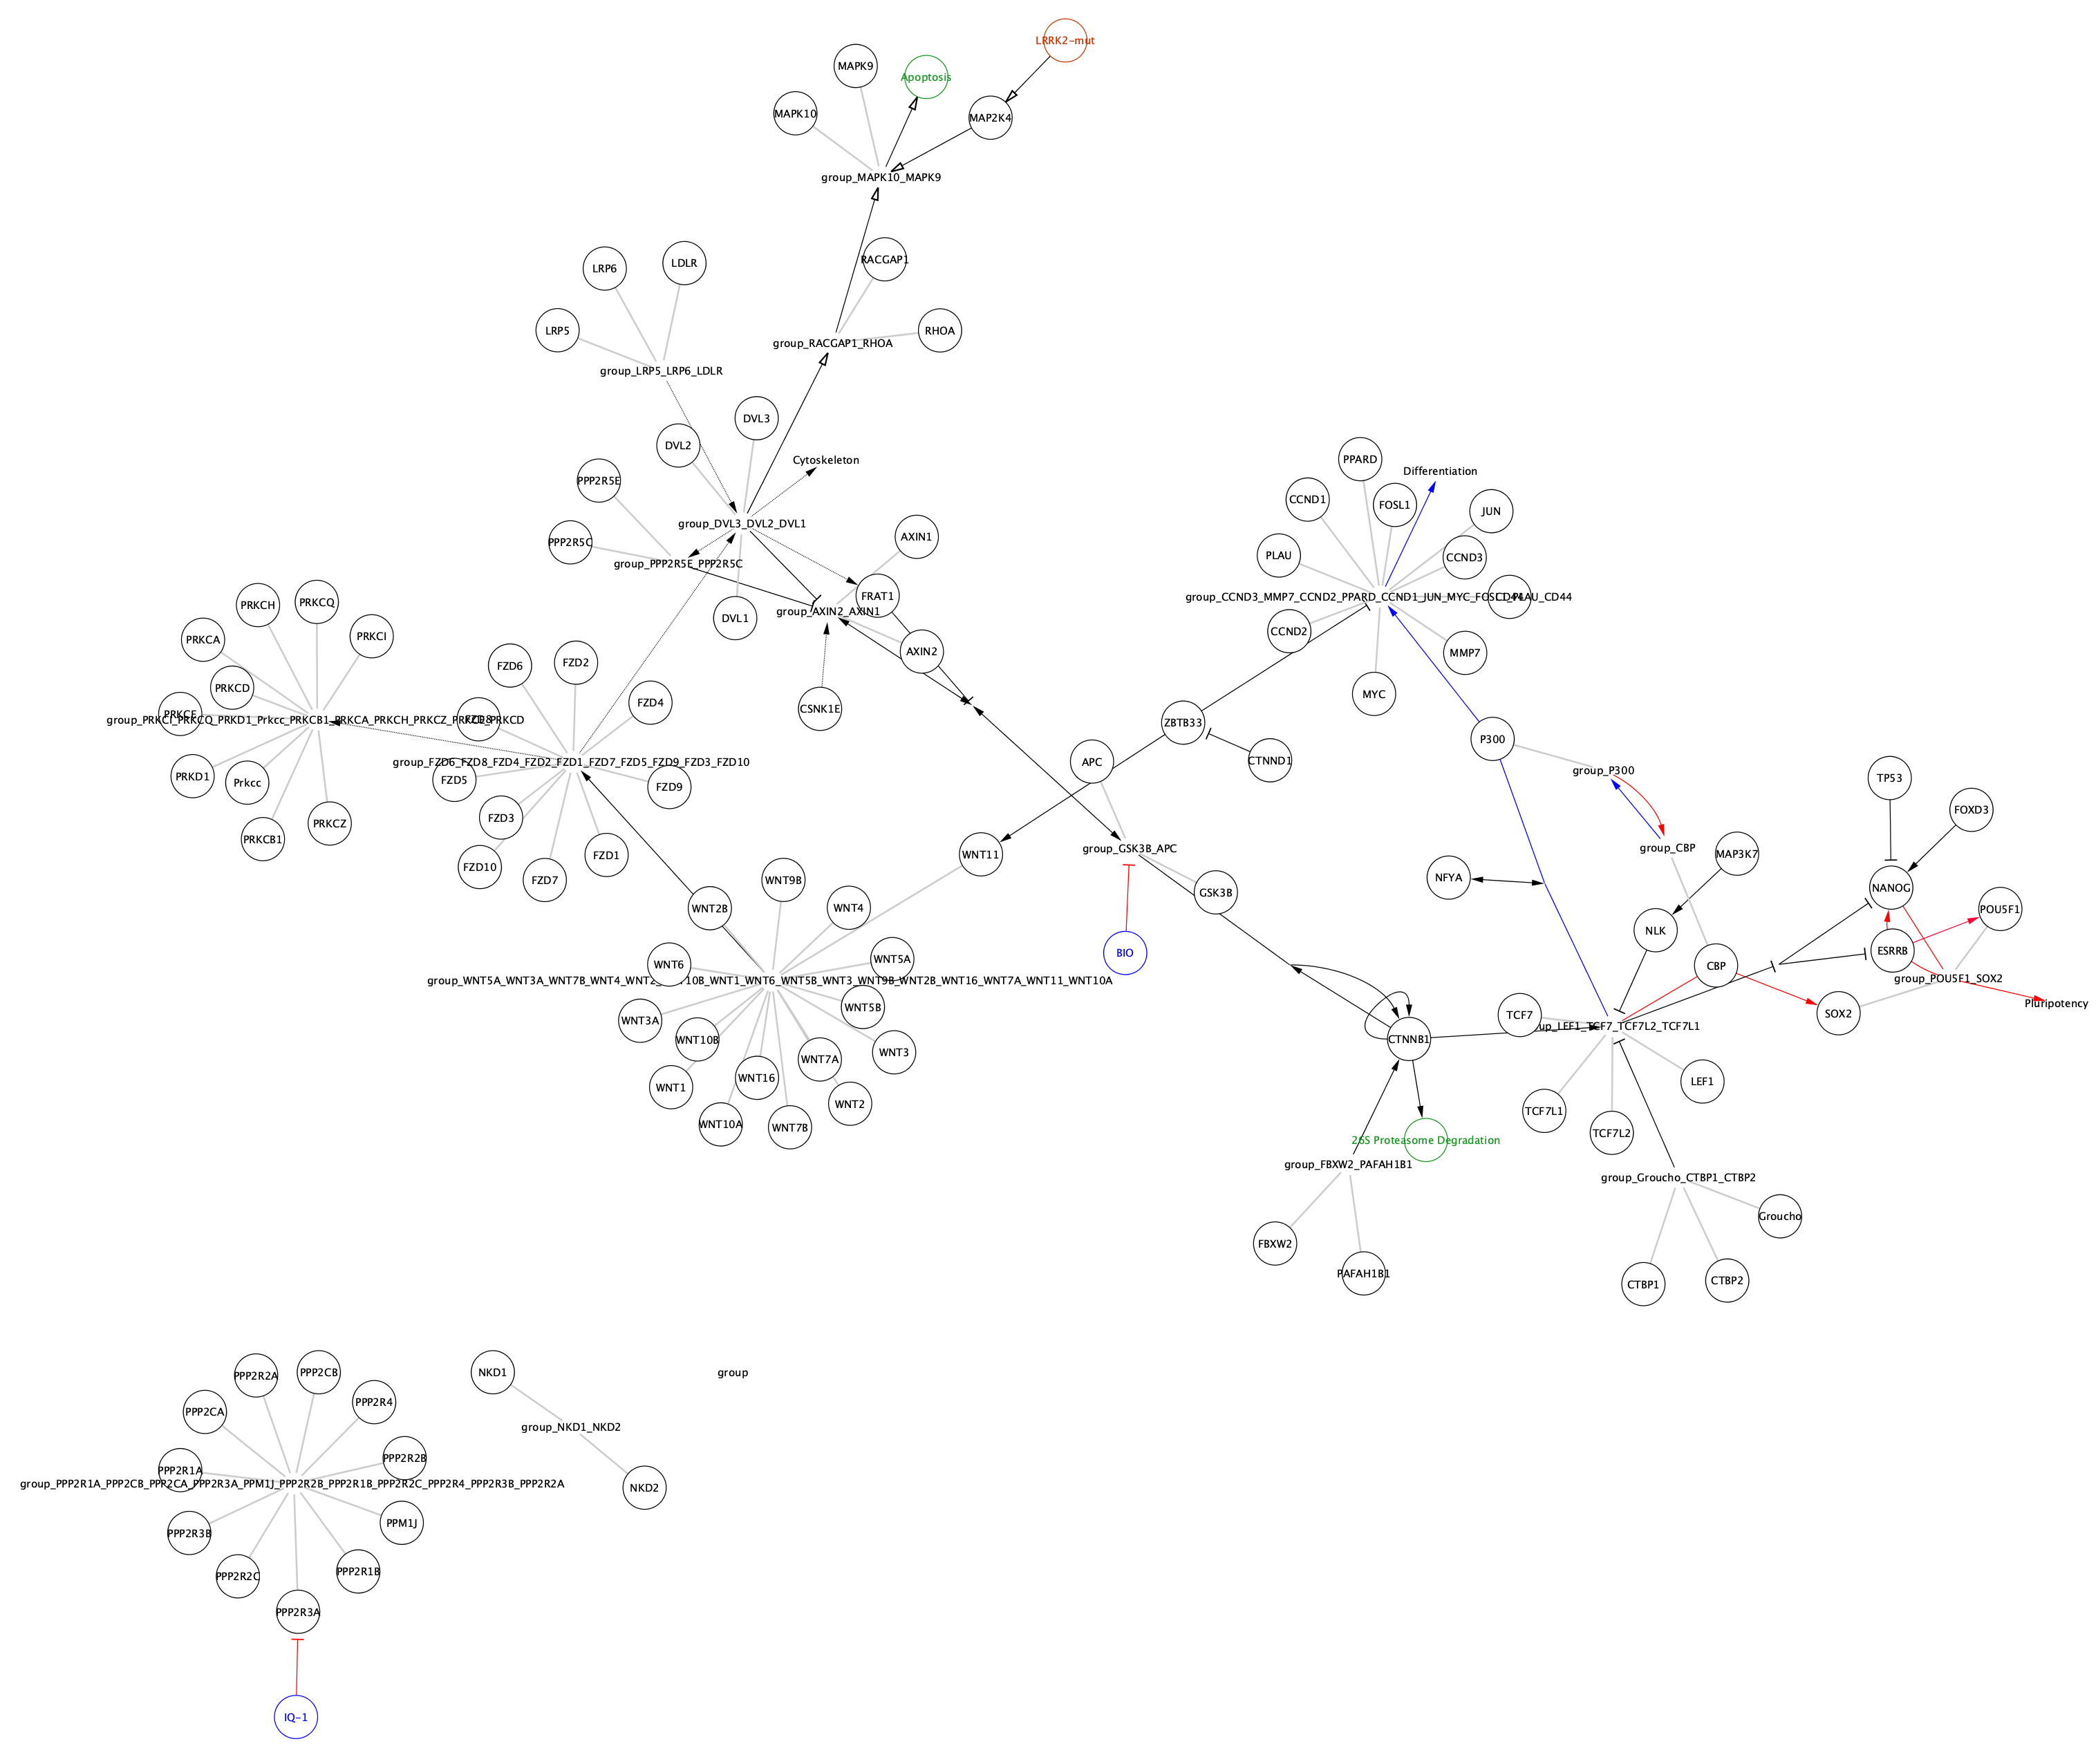 LRRK2-mut
MAPK9
Apoptosis
MAPK10
MAP2K4
group_MAPK10_MAPK9
RACGAP1
LDLR
LRP6
LRP5
RHOA
group_RACGAP1_RHOA
group_LRP5_LRP6_LDLR
DVL3
DVL2
Cytoskeleton
PPP2R5E
group_DVL3_DVL2_DVL1
PPP2R5C
AXIN1
group_PPP2R5E_PPP2R5C
FRAT1
group_AXIN2_AXIN1
DVL1
AXIN2
CSNK1E
PPARD
Differentiation
CCND1
FOSL1
JUN
PLAU
CCND3
group_CCND3_MMP7_CCND2_PPARD_CCND1_JUN_MYC_FOSL1_PLAU_CD44
CD44
CCND2
MMP7
MYC
PRKCH
PRKCQ
PRKCI
PRKCA
PRKCD
PRKCE
PRKD1
Prkcc
PRKCZ
PRKCB1
FZD6
FZD2
FZD4
FZD8
group_FZD6_FZD8_FZD4_FZD2_FZD1_FZD7_FZD5_FZD9_FZD3_FZD10
FZD5
FZD9
FZD3
FZD1
FZD10
FZD7
ZBTB33
CTNND1
P300
group_P300
APC
TP53
FOXD3
WNT11
group_GSK3B_APC
group_CBP
MAP3K7
NFYA
GSK3B
NANOG
POU5F1
WNT9B
WNT4
WNT2B
NLK
BIO
ESRRB
WNT5A
WNT6
CBP
group_POU5F1_SOX2
WNT5B
WNT3A
Pluripotency
SOX2
TCF7
up_LEF1_TCF7_TCF7L2_TCF7L1
CTNNB1
WNT10B
WNT3
WNT7A
WNT16
WNT1
WNT2
LEF1
WNT10A
WNT7B
TCF7L1
TCF7L2
26S Proteasome Degradation
group_FBXW2_PAFAH1B1
group_Groucho_CTBP1_CTBP2
Groucho
FBXW2
PAFAH1B1
CTBP1
CTBP2
PPP2R2A
PPP2CB
NKD1
group
PPP2R4
PPP2CA
group_NKD1_NKD2
PPP2R2B
PPP2R1A
group_PPP2R1A_PPP2CB_PPP2CA_PPP2R3A_PPM1J_PPP2R2B_PPP2R1B_PPP2R2C_PPP2R4_PPP2R3B_PPP2R2A
NKD2
PPM1J
PPP2R3B
PPP2R1B
PPP2R2C
PPP2R3A
IQ-1